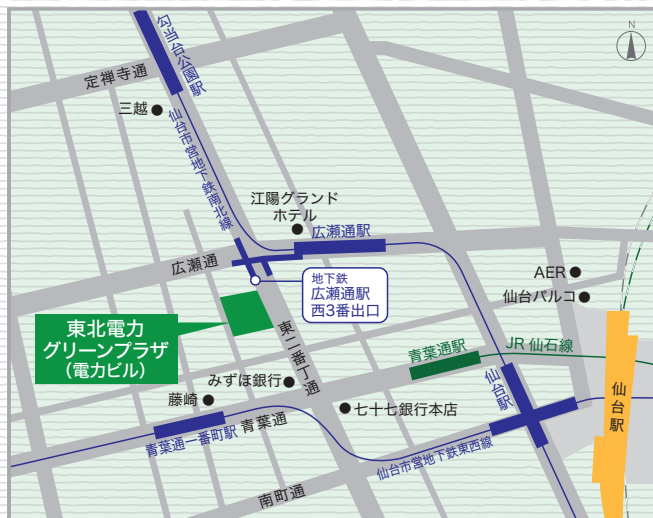 N
勾当台公園駅
定禅寺通
三越
仙台市営地下鉄南北線
江陽グランド
ホテル
広瀬通駅
広瀬通
地下鉄
広瀬通駅
西3番出口
AER
仙台パルコ
東北電力
グリーンプラザ
（電力ビル）
東二番丁通
青葉通駅
JR 仙石線
仙台駅
仙台駅
みずほ銀行
藤崎
七十七銀行本店
青葉通
青葉通一番町駅
仙台市営地下鉄東西線
南町通